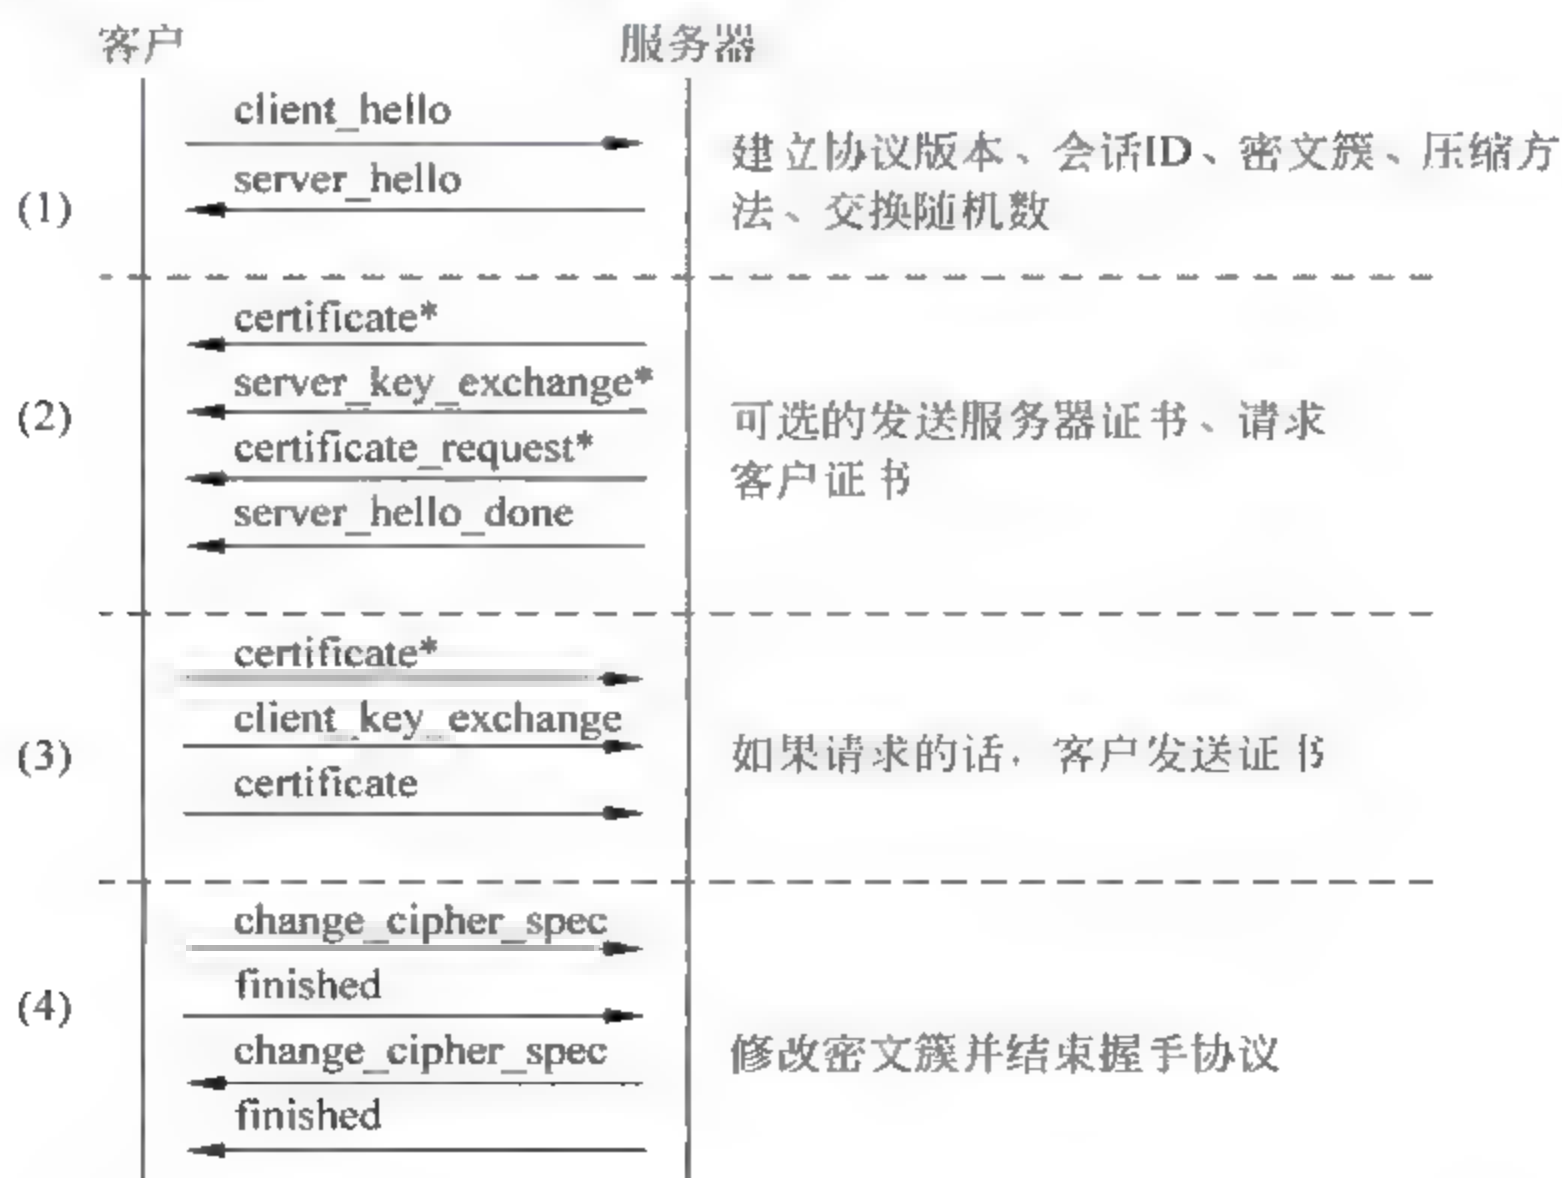 客户 服务器
client_hello
建立协议版本、会话ID、密文簇、压缩方
server_hello
(1)
法、交换随机数
certificate*
server_key_exchange*
(2)
可选的发送服务器证书、请求
certificate_request*
客户证书
server_hello_done
certificate*
client_key_exchange
(3)
如果请求的话，客户发送证书
certificate
change_cipher_spec
finished
(4)
change_cipher_spec
修改密文簇并结束握手协议
finished